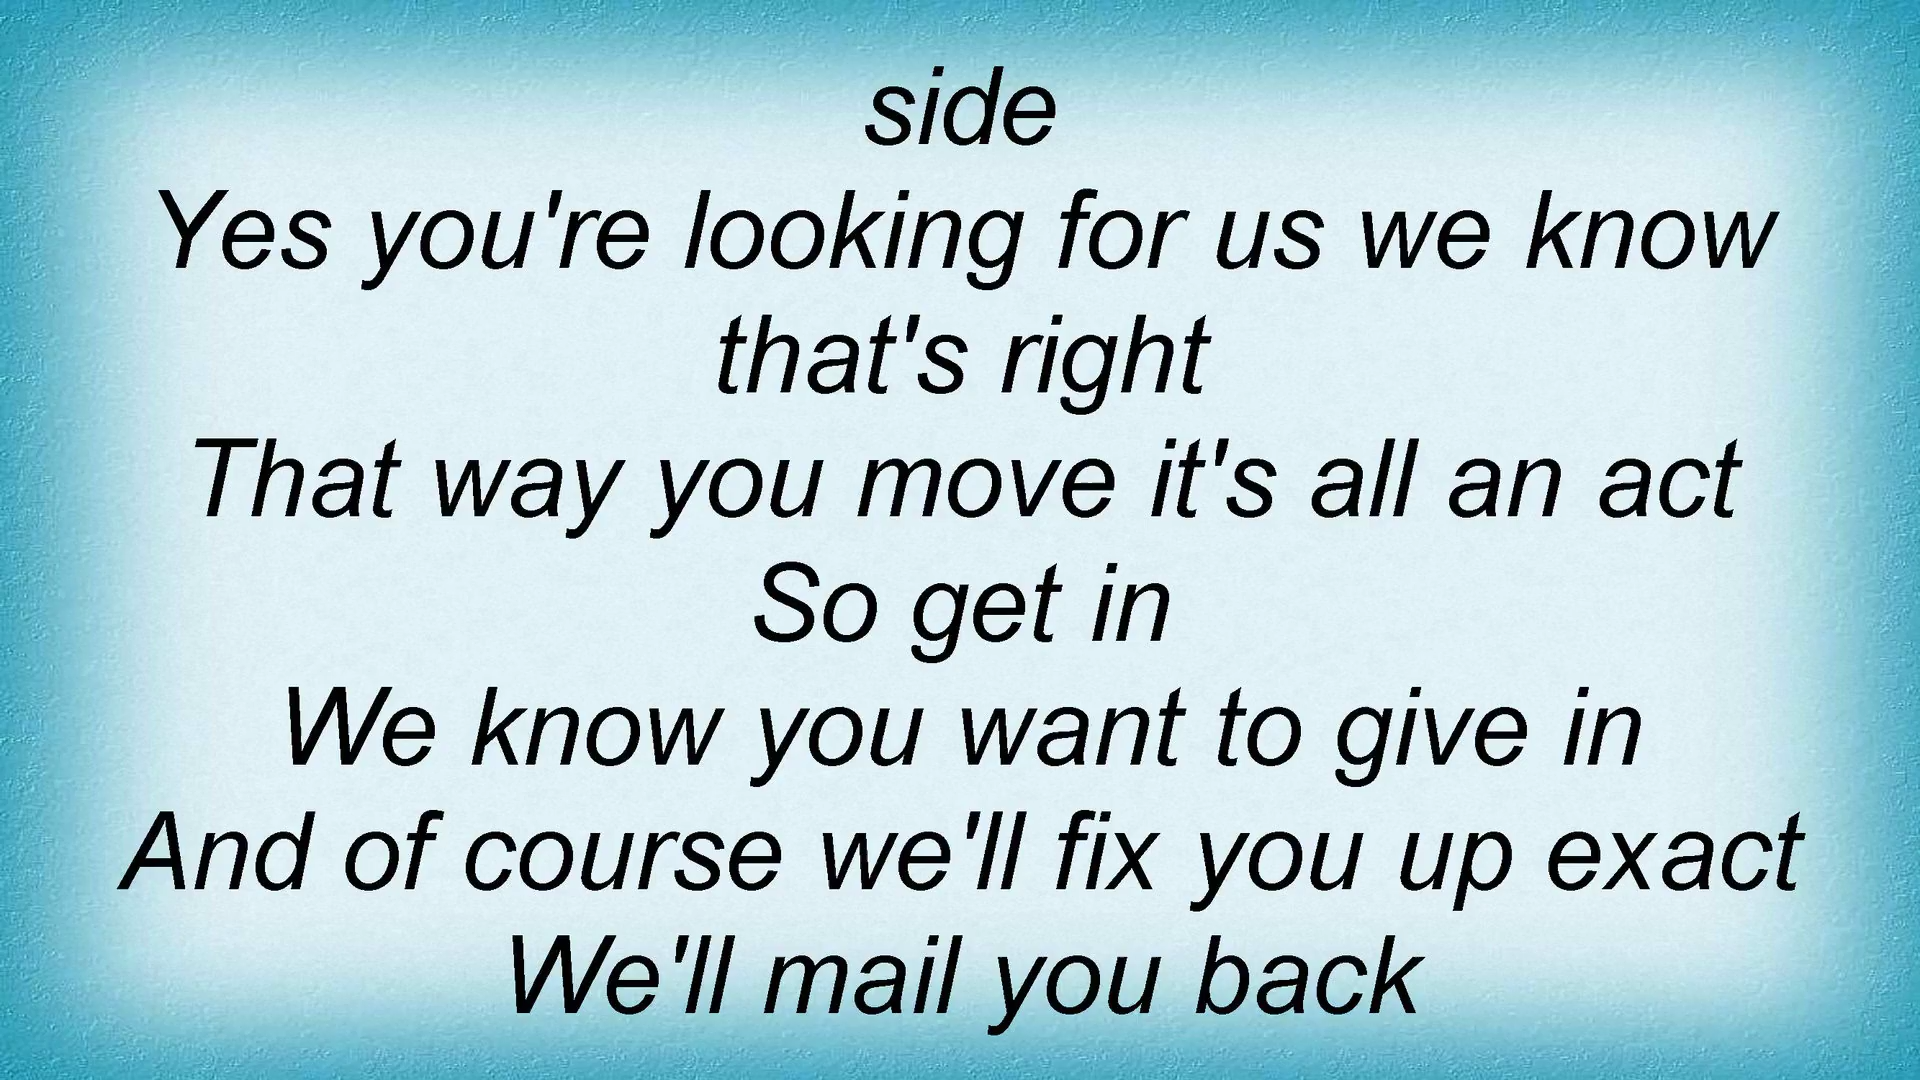 side
Yes you're looking for us we know
that's right
That way you move it's all an act
So get in
We know you want to give in
And of course we'll fix you up exact
We'll mail you back